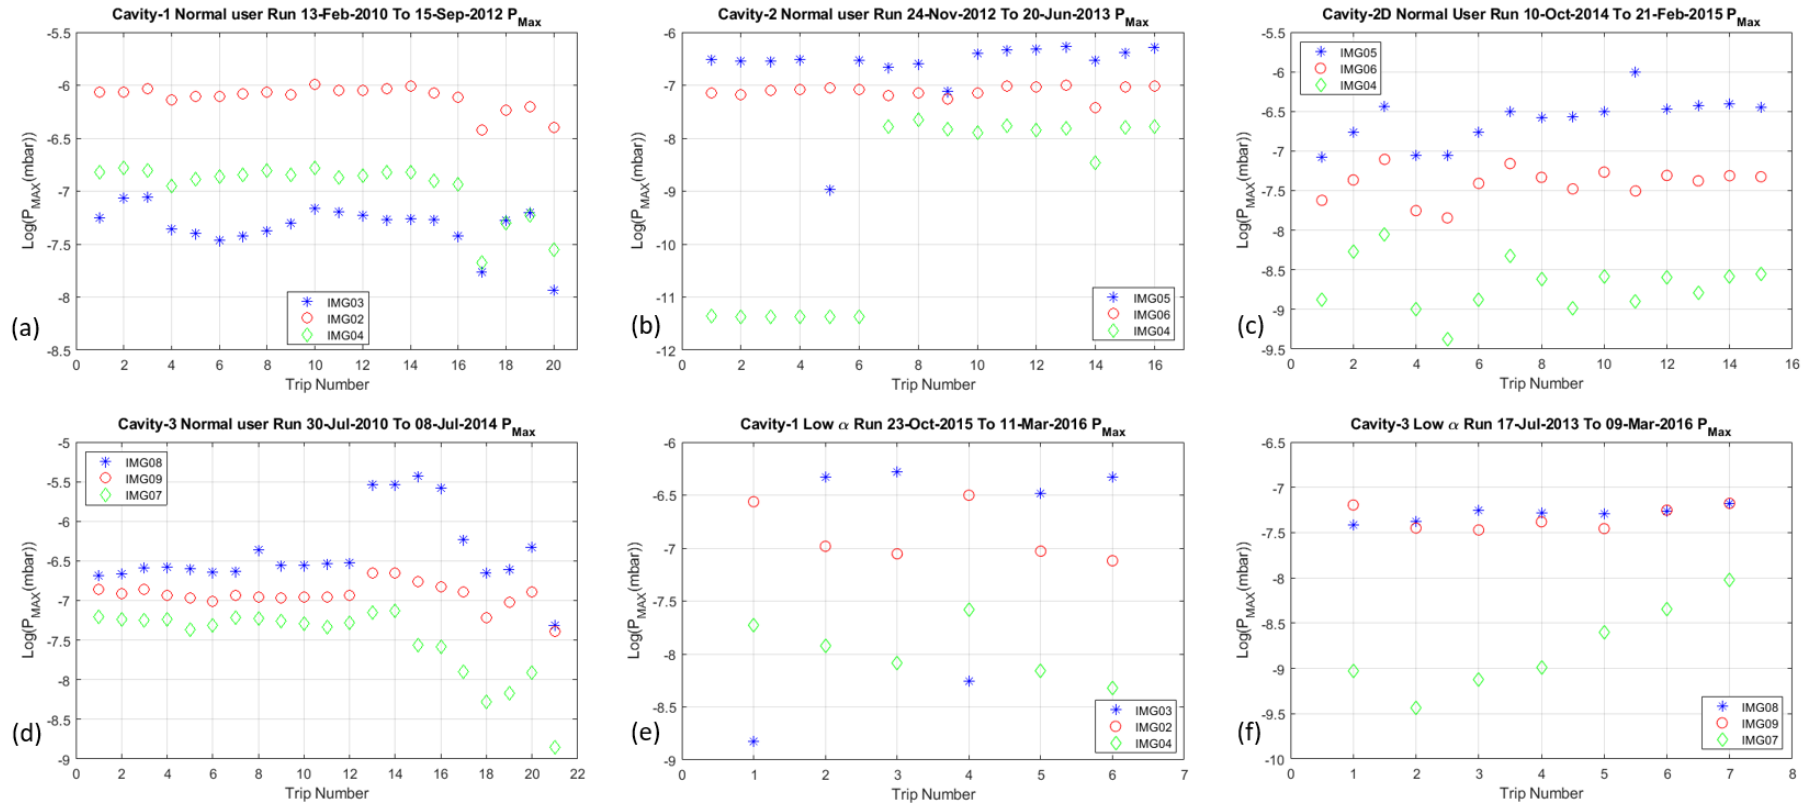 Cavity-1 Normal user Run 13-Feb-2010 To 15-Sep-2012 P_Max
-5.5
-6
-6.5
-7
-7.5
-8
-8.5
Log(P_MAX(mbar))
IMG03
IMG02
IMG04
0 2 4 6 8 10 12 14 16 18 20
Trip Number
(a)
Cavity-2 Normal user Run 24-Nov-2012 To 20-Jun-2013 P_Max
-6
-7
-8
-9
-10
-11
-12
Log(P_MAX(mbar))
IMG05
IMG06
IMG04
0 2 4 6 8 10 12 14 16
Trip Number
(b)
Cavity-2D Normal User Run 10-Oct-2014 To 21-Feb-2015 P_Max
-5.5
-6
-6.5
-7
-7.5
-8
-8.5
-9
-9.5
Log(P_MAX(mbar))
IMG05
IMG06
IMG04
0 2 4 6 8 10 12 14 16
Trip Number
(c)
Cavity-3 Normal user Run 30-Jul-2010 To 08-Jul-2014 P_Max
-5
-5.5
-6
-6.5
-7
-7.5
-8
-8.5
-9
Log(P_MAX(mbar))
IMG08
IMG09
IMG07
0 2 4 6 8 10 12 14 16 18 20 22
Trip Number
(d)
Cavity-1 Low α Run 23-Oct-2015 To 11-Mar-2016 P_Max
-6
-6.5
-7
-7.5
-8
-8.5
-9
Log(P_MAX(mbar))
IMG03
IMG02
IMG04
0 1 2 3 4 5 6 7
Trip Number
(e)
Cavity-3 Low α Run 17-Jul-2013 To 09-Mar-2016 P_Max
-6.5
-7
-7.5
-8
-8.5
-9
-9.5
-10
Log(P_MAX(mbar))
IMG08
IMG09
IMG07
0 1 2 3 4 5 6 7 8
Trip Number
(f)